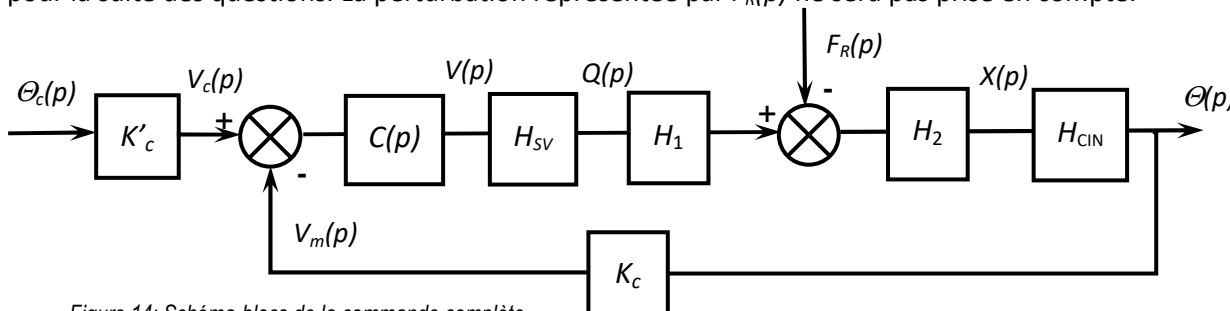 pour la suite des questions. La perturbation représentée par F_R(p) ne sera pas prise en compte.
F_R(p)
Θ_c(p) V_c(p) V(p) Q(p) X(p) Θ(p)
+ + -
K'_c C(p) H_SV H_1 H_2 H_CIN
-
V_m(p)
K_c
Figure 14: Schéma bloc de la commande complète